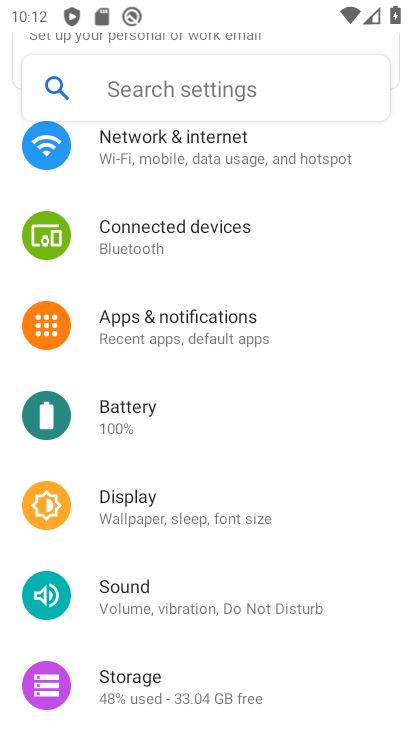 10:12
Set up your personal or work email
Search settings
Network & internet
Wi-Fi, mobile, data usage, and hotspot
Connected devices
Bluetooth
Apps & notifications
Recent apps, default apps
Battery
100%
Display
Wallpaper, sleep, font size
Sound
Volume, vibration, Do Not Disturb
Storage
48% used - 33.04 GB free